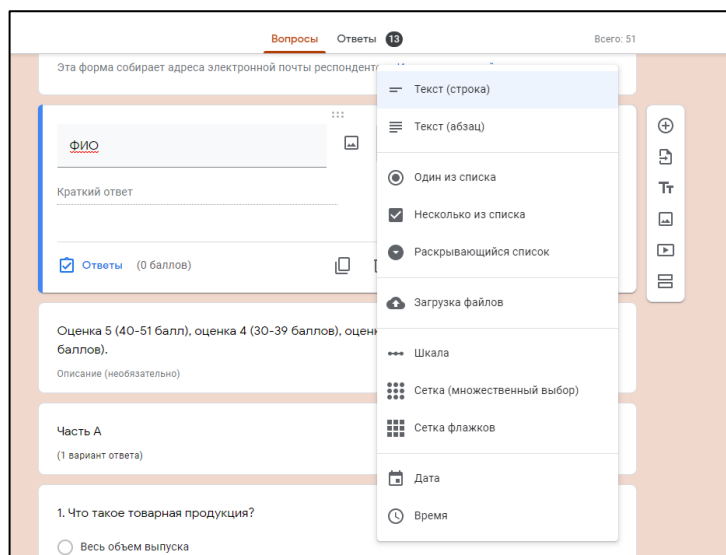 Вопросы Ответы 13 Всего: 51
Эта форма собирает адреса электронной почты
Текст (строка)
Текст (абзац)
ФИО
Краткий ответ
Один из списка
Несколько из списка
Раскрывающийся список
Ответы (0 баллов)
Загрузка файлов
Оценка 5 (40-51 балл), оценка 4 (30-39 баллов),
баллов).
Описание (необязательно)
Шкала
Сетка (множественный выбор)
Сетка флажков
Часть А
(1 вариант ответа)
Дата
Время
1. Что такое товарная продукция?
Весь объем выпуска